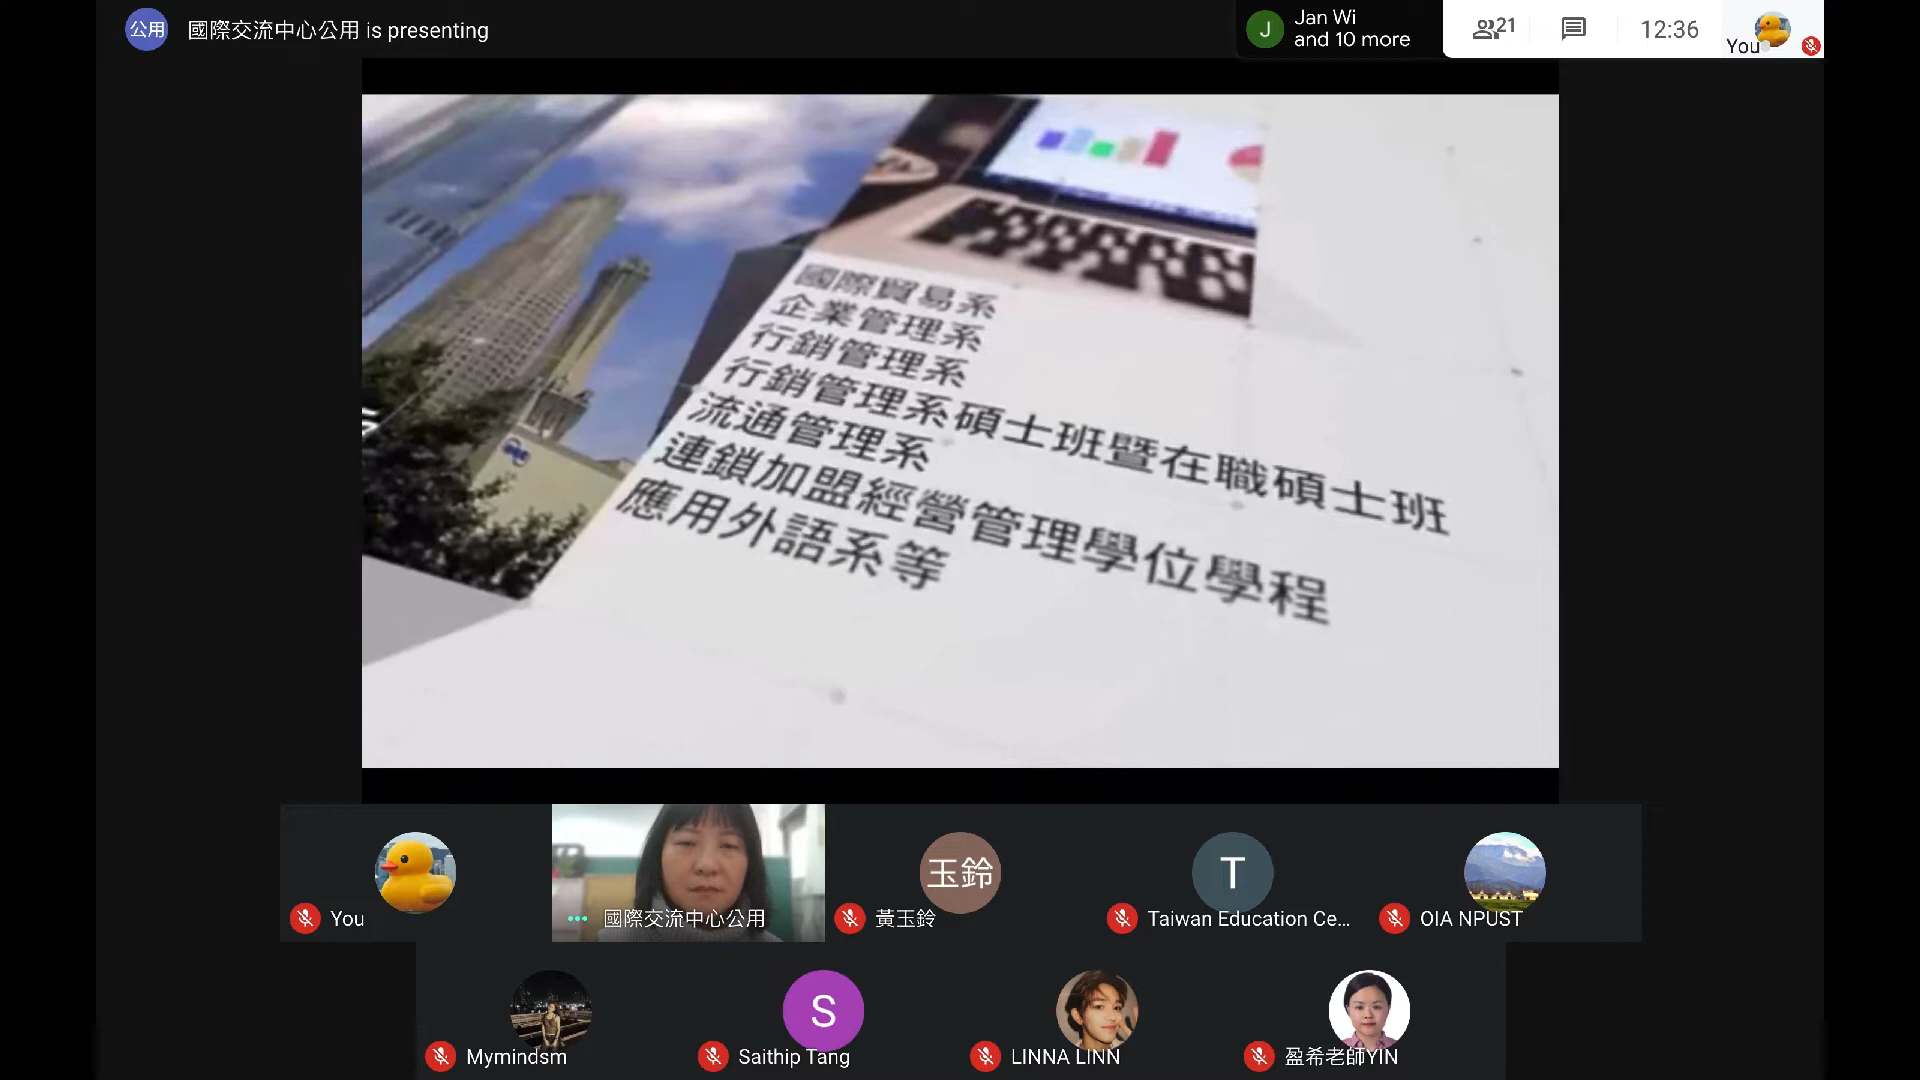 公用
國際交流中心公用 is presenting
J
Jan Wi
and 10 more
21
12:36
You
國際貿易系
企業管理系
行銷管理系
行銷管理系碩士班暨在職碩士班
流通管理系
連鎖加盟經營管理學位學程
應用外語系等
You
國際交流中心公用
玉鈴
黃玉鈴
T
Taiwan Education Ce...
OIA NPUST
Mymindsm
S
Saithip Tang
LINNA LINN
盈希老師YIN